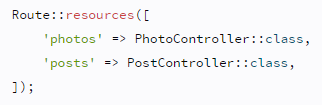 Route::resources([
    'photos' => PhotoController::class,
    'posts' => PostController::class,
]);